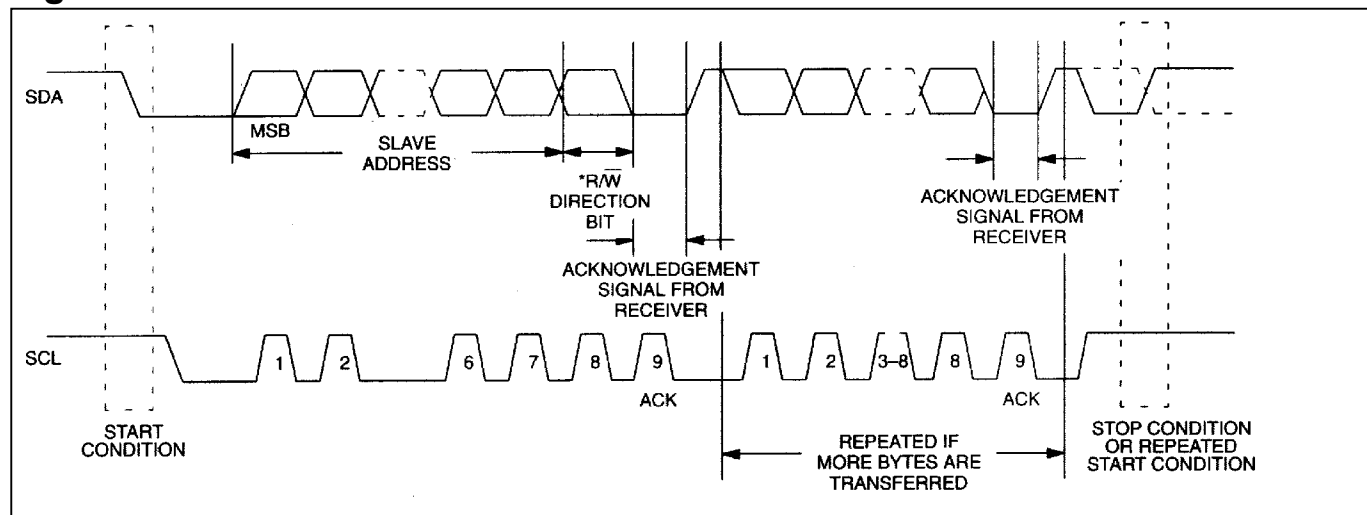 SDA
MSB
SLAVE
ADDRESS
*R/W̅
DIRECTION
BIT
ACKNOWLEDGEMENT
SIGNAL FROM
RECEIVER
ACKNOWLEDGEMENT
SIGNAL FROM
RECEIVER
SCL
1 2 6 7 8 9 1 2 3–8 8 9
ACK
ACK
START
CONDITION
REPEATED IF
MORE BYTES ARE
TRANSFERRED
STOP CONDITION
OR REPEATED
START CONDITION